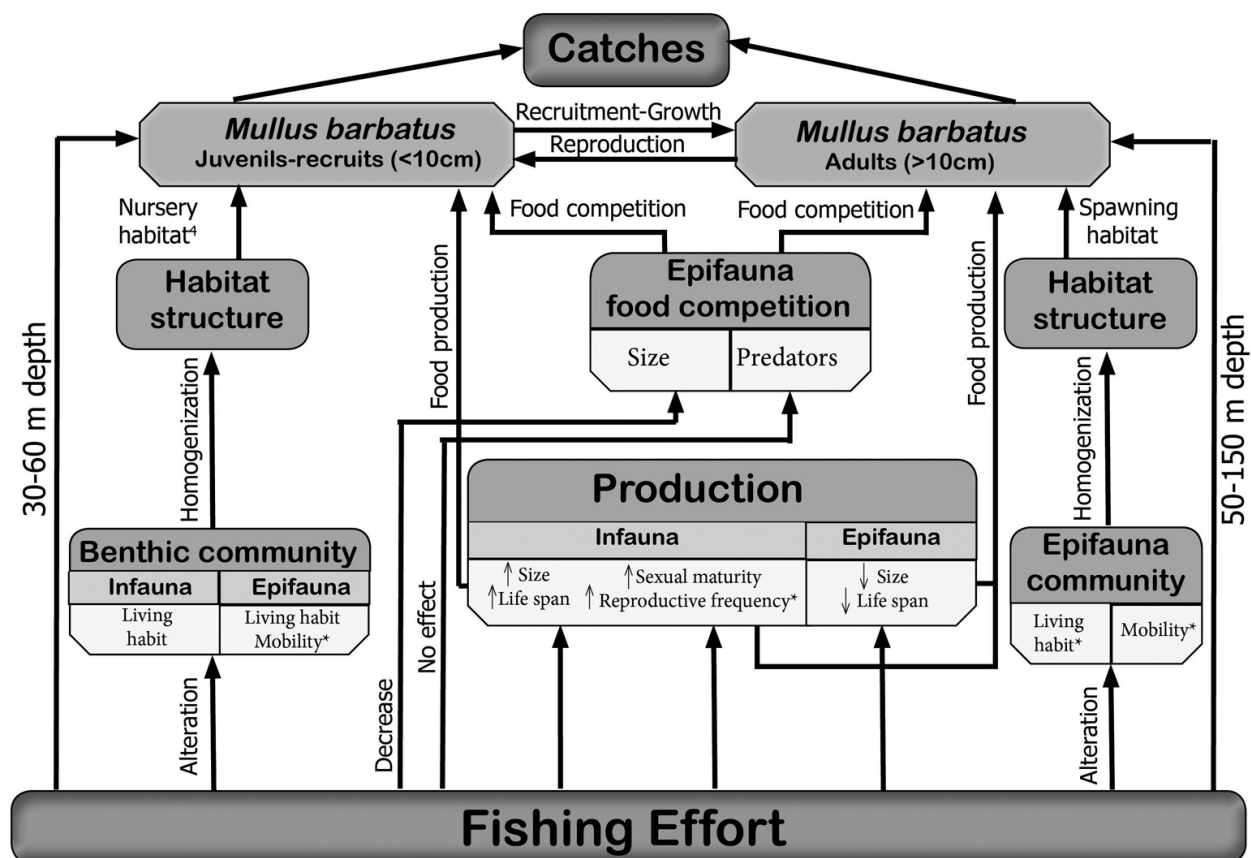 Catches
Mullus barbatus
Juvenils-recruits (<10cm)
Recruitment-Growth
Reproduction
Mullus barbatus
Adults (>10cm)
Nursery
habitat⁴
Food competition
Food competition
Spawning
habitat
Habitat
structure
Epifauna
food competition
Size
Predators
Habitat
structure
30-60 m depth
Homogenization
Food production
Food production
Homogenization
50-150 m depth
Production
Infauna
Epifauna
↑ Size
↑ Life span
↑ Sexual maturity
↑ Reproductive frequency*
↓ Size
↓ Life span
Benthic community
Infauna
Epifauna
Living
habit
Living habit
Mobility*
Epifauna
community
Living
habit*
Mobility*
Alteration
Decrease
No effect
Alteration
Fishing Effort